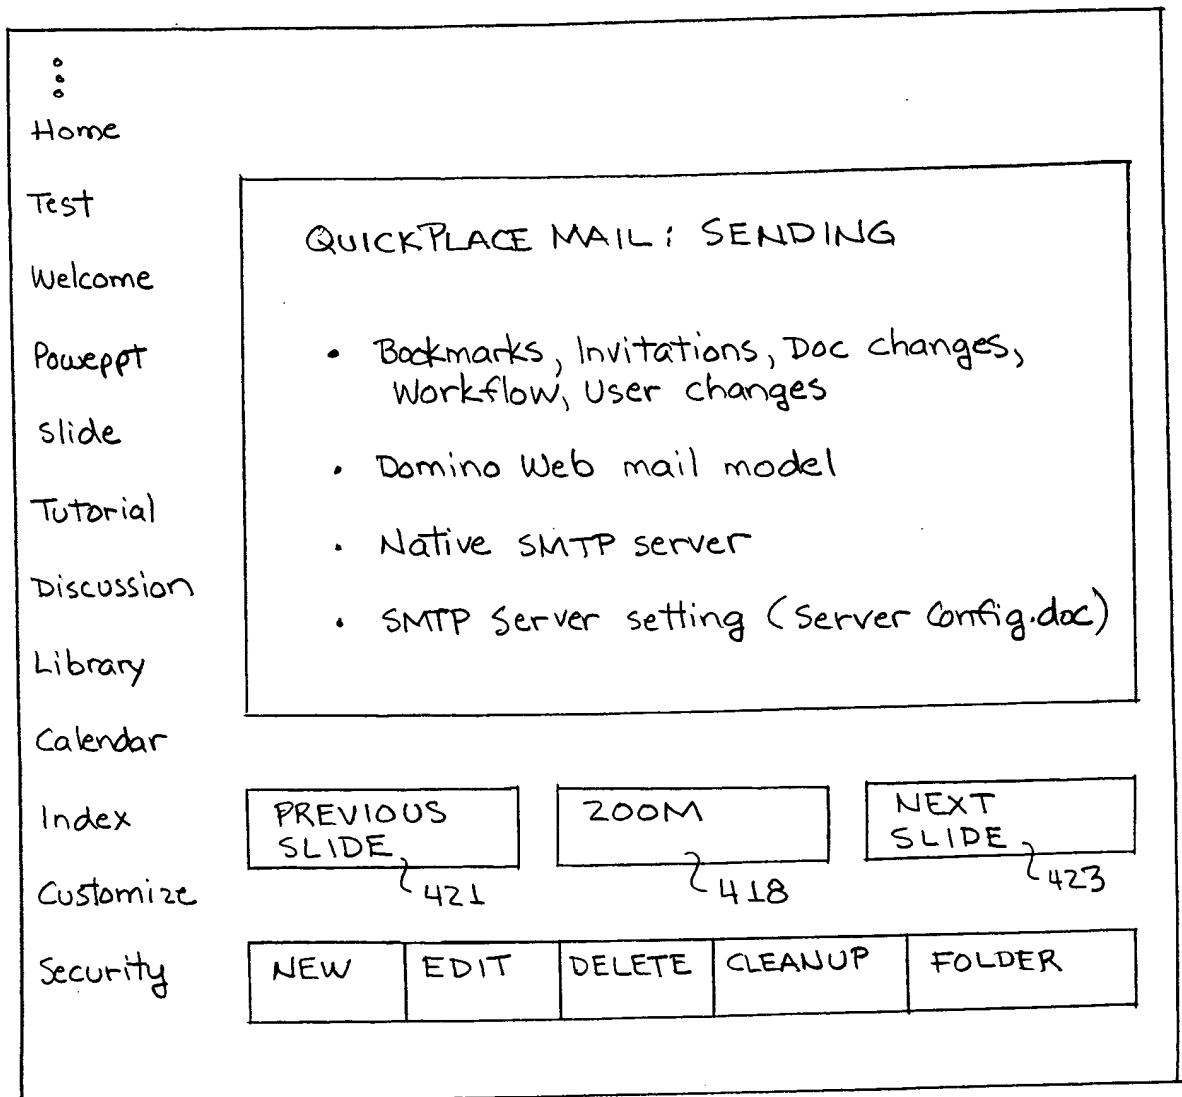 Home
Test
Welcome
Poweppt
Slide
Tutorial
Discussion
Library
Calendar
Index
Customize
Security
QUICKPLACE MAIL: SENDING
• Bookmarks, Invitations, Doc changes,
Workflow, User changes
• Domino Web mail model
• Native SMTP server
• SMTP Server setting (Server Config.doc)
PREVIOUS
SLIDE
421
ZOOM
418
NEXT
SLIDE
423
NEW EDIT DELETE CLEANUP FOLDER